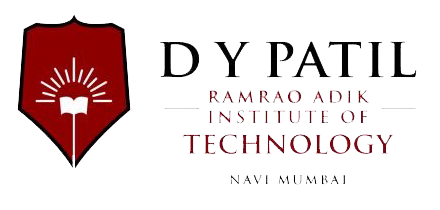 D Y PATIL
RAMRAO ADIK
INSTITUTE OF
TECHNOLOGY
NAVI MUMBAI